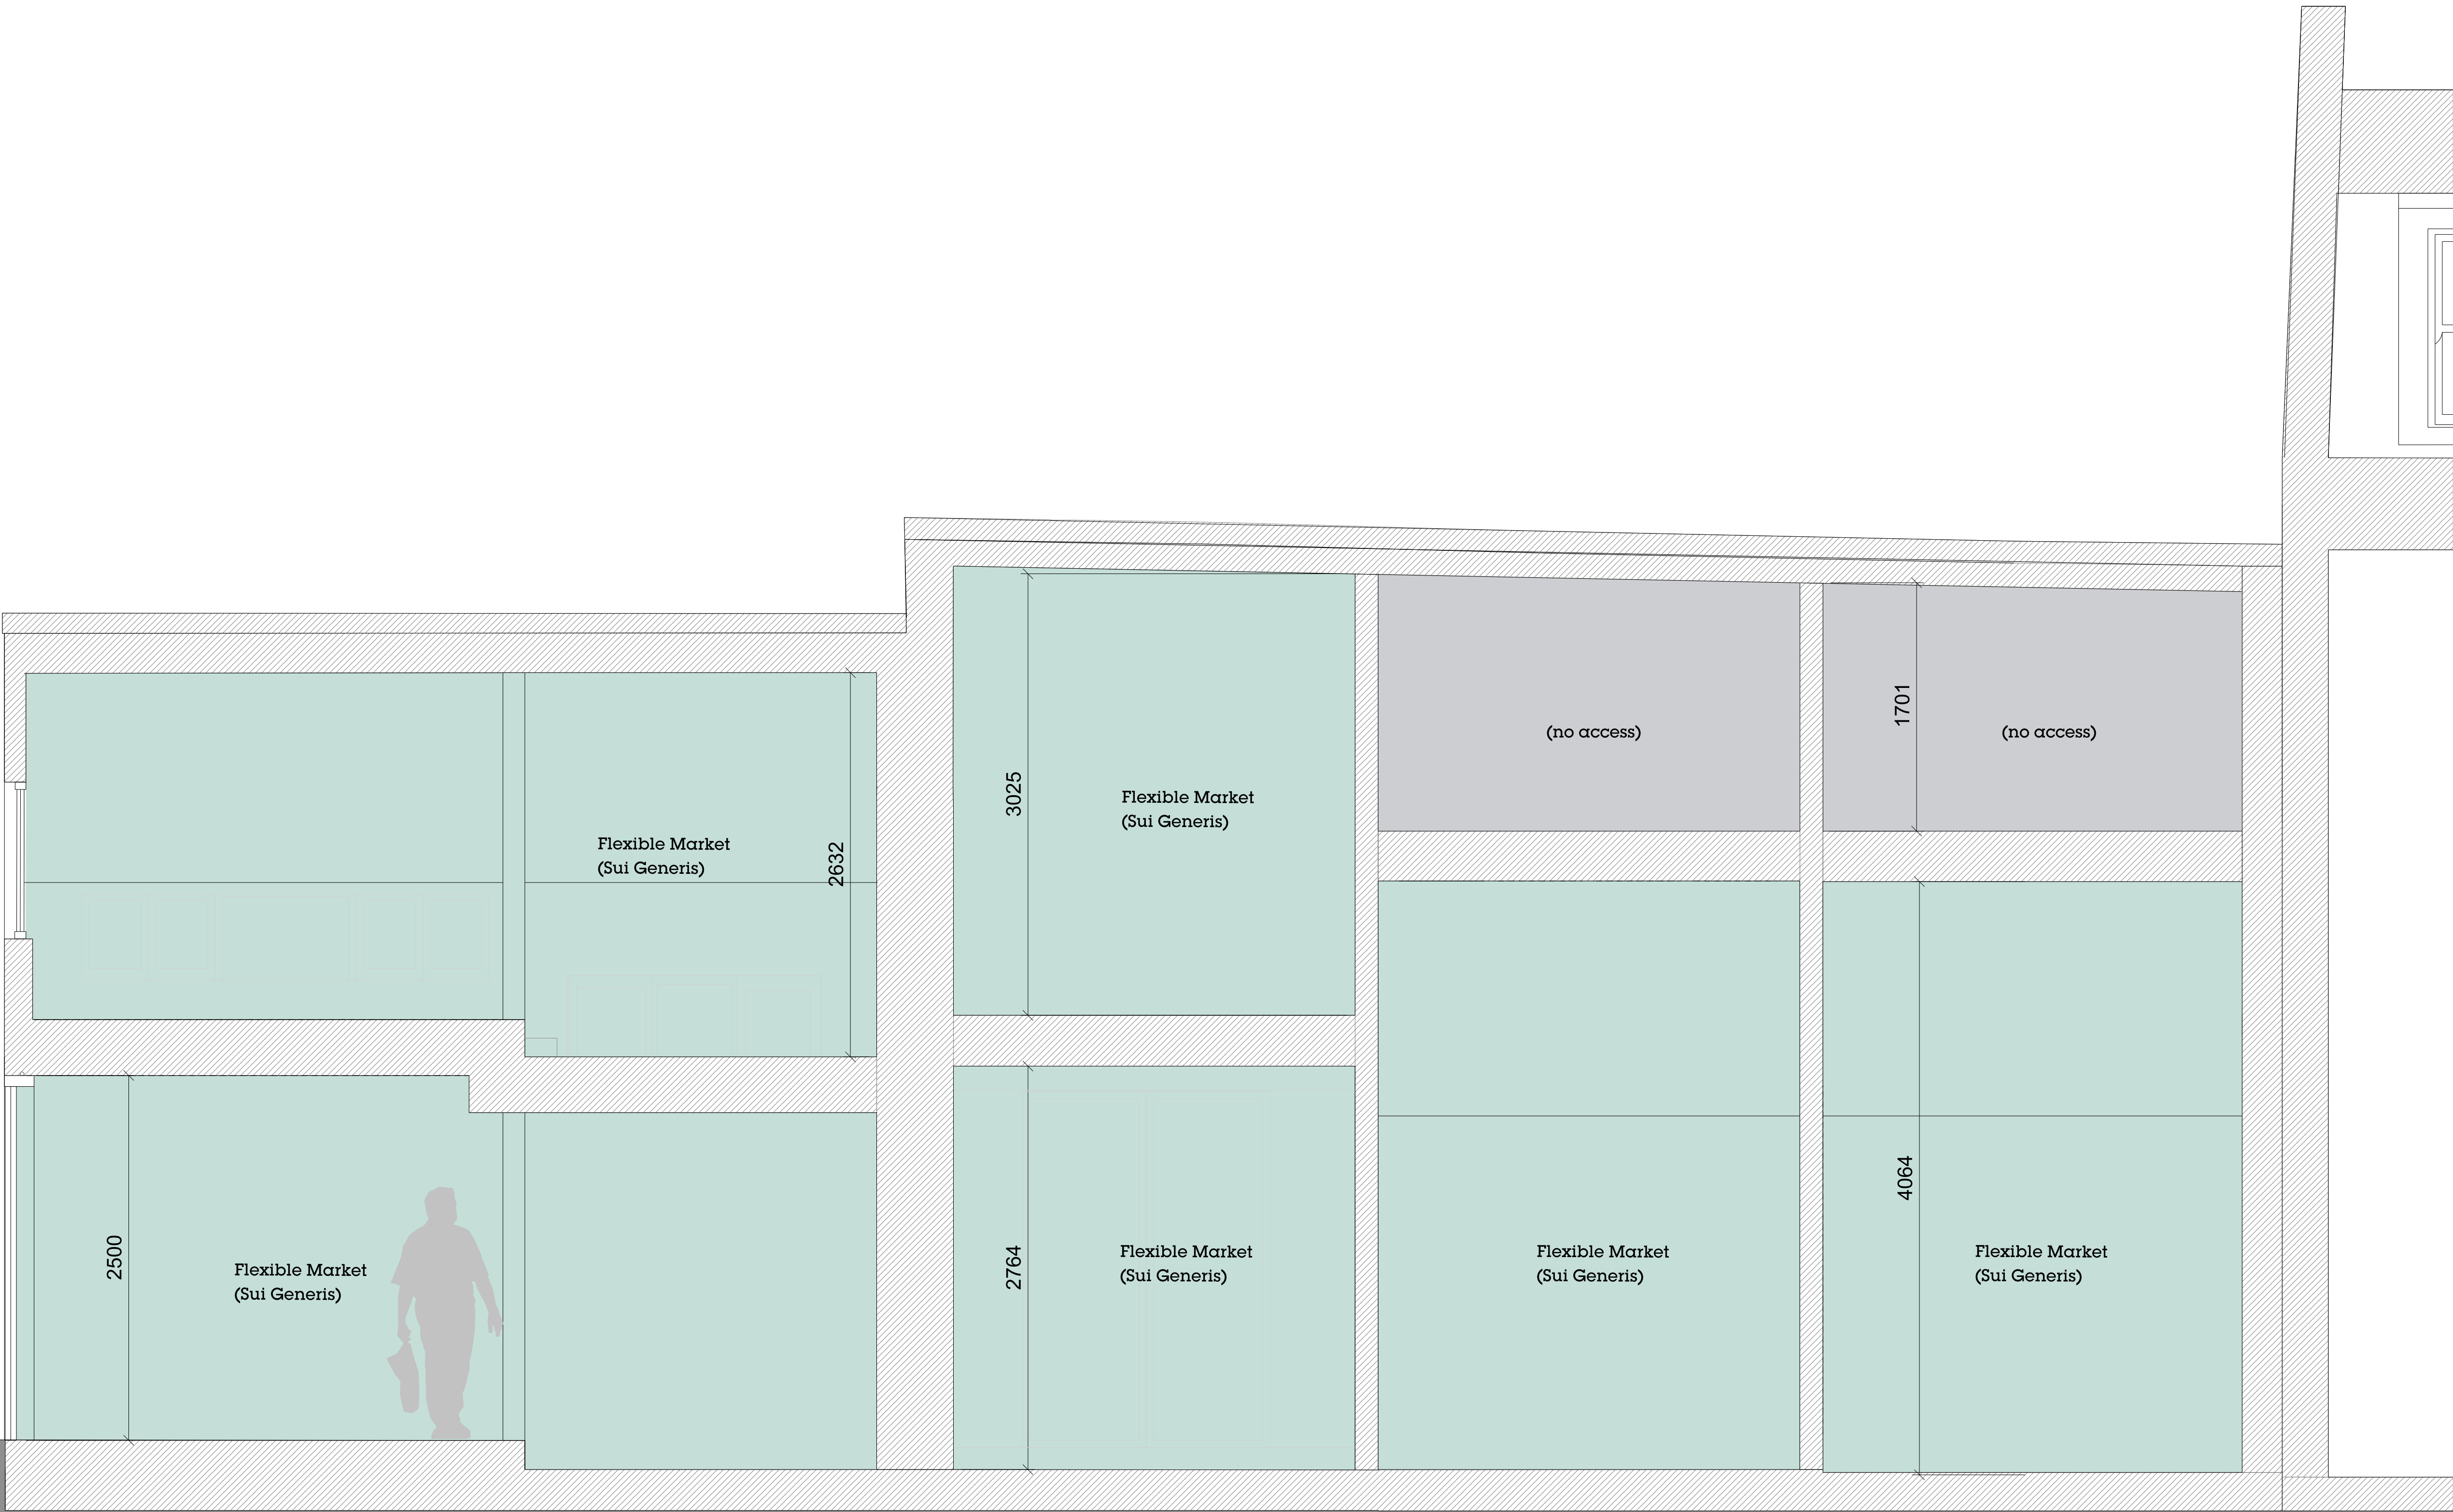 (no access)
1701
(no access)
3025
Flexible Market
(Sui Generis)
Flexible Market
(Sui Generis)
2632
2500
Flexible Market
(Sui Generis)
2764
Flexible Market
(Sui Generis)
Flexible Market
(Sui Generis)
4064
Flexible Market
(Sui Generis)